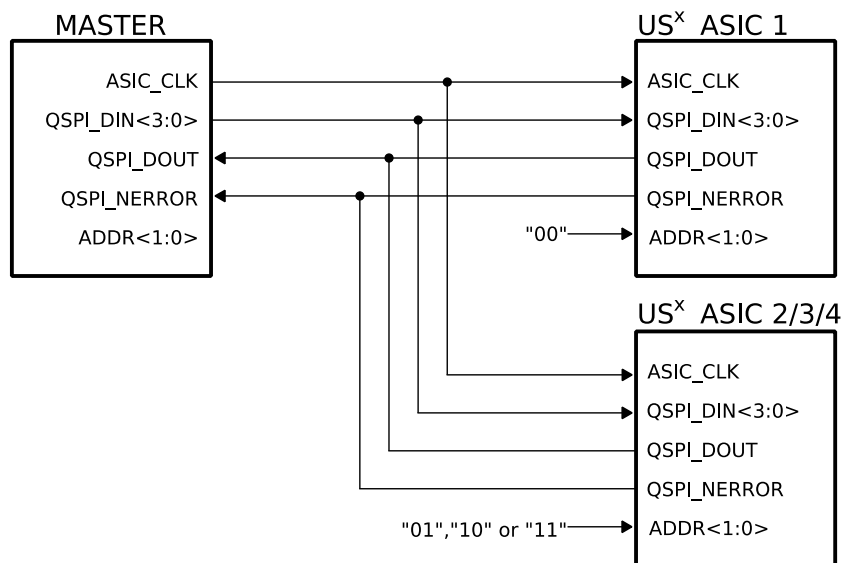 MASTER
ASIC_CLK
QSPI_DIN<3:0>
QSPI_DOUT
QSPI_NERROR
ADDR<1:0>
USˣ ASIC 1
ASIC_CLK
QSPI_DIN<3:0>
QSPI_DOUT
QSPI_NERROR
"00"
ADDR<1:0>
USˣ ASIC 2/3/4
ASIC_CLK
QSPI_DIN<3:0>
QSPI_DOUT
QSPI_NERROR
"01","10" or "11"
ADDR<1:0>